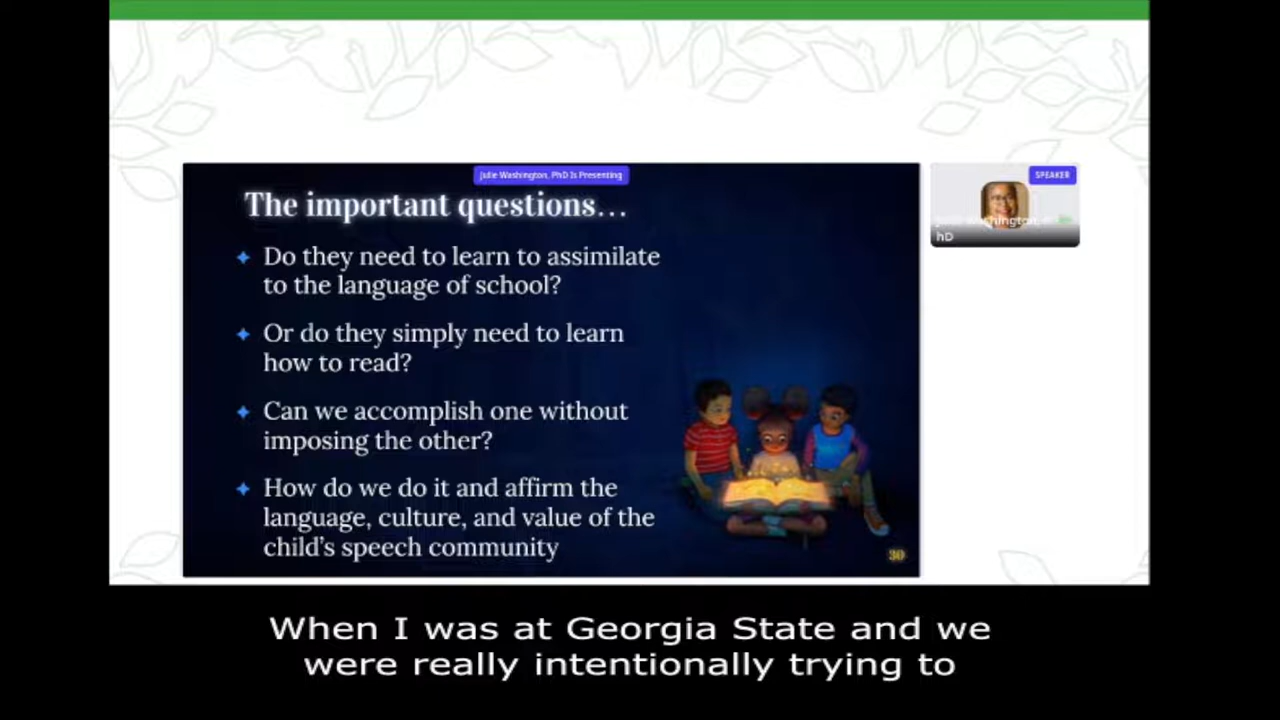 Julie Washington, PhD Is Presenting
SPEAKER
The important questions...
hD
Do they need to learn to assimilate
to the language of school?
Or do they simply need to learn
how to read?
Can we accomplish one without
imposing the other?
How do we do it and affirm the
language, culture, and value of the
child's speech community
30
When I was at Georgia State and we
were really intentionally trying to